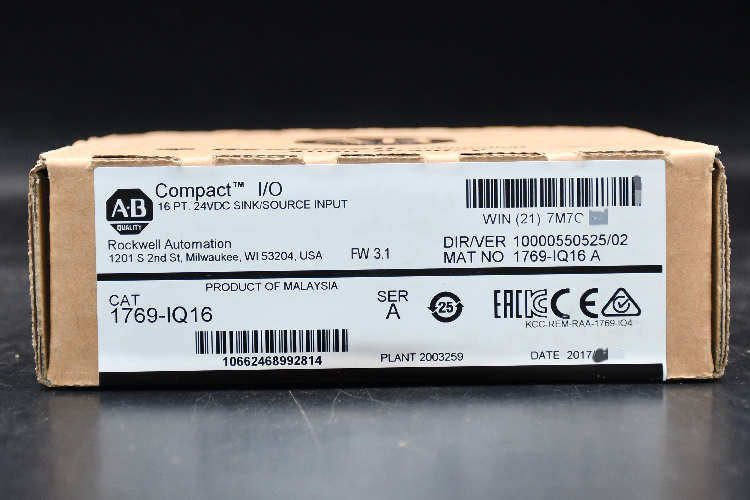 A·B
QUALITY
Compact™ I/O
16 PT. 24VDC SINK/SOURCE INPUT
WIN (21) 7M7C
Rockwell Automation
1201 S 2nd St, Milwaukee, WI 53204, USA
FW 3.1
DIR/VER 10000550525/02
MAT NO 1769-IQ16 A
PRODUCT OF MALAYSIA
CAT
1769-IQ16
SER
A
25
EAC
CE
KCC-REM-RAA-1769-IQ4
10662468992814
PLANT 2003259
DATE 2017/